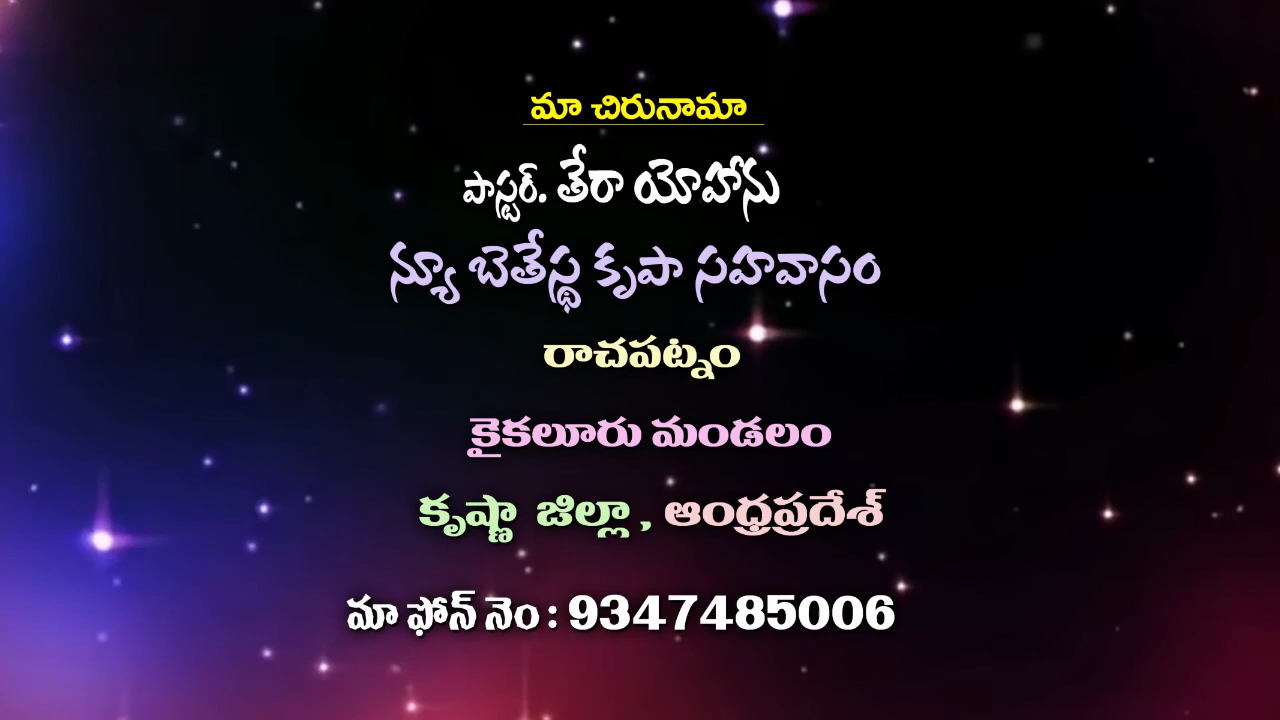 మా చిరునామా
పాస్టర్. తేరా యోహాను
న్యూ బెతేస్థ కృపా సహవాసం
రాచపట్నం
కైకలూరు మండలం
కృష్ణా జిల్లా , ఆంధ్రప్రదేశ్
మా ఫోన్ నెం : 9347485006